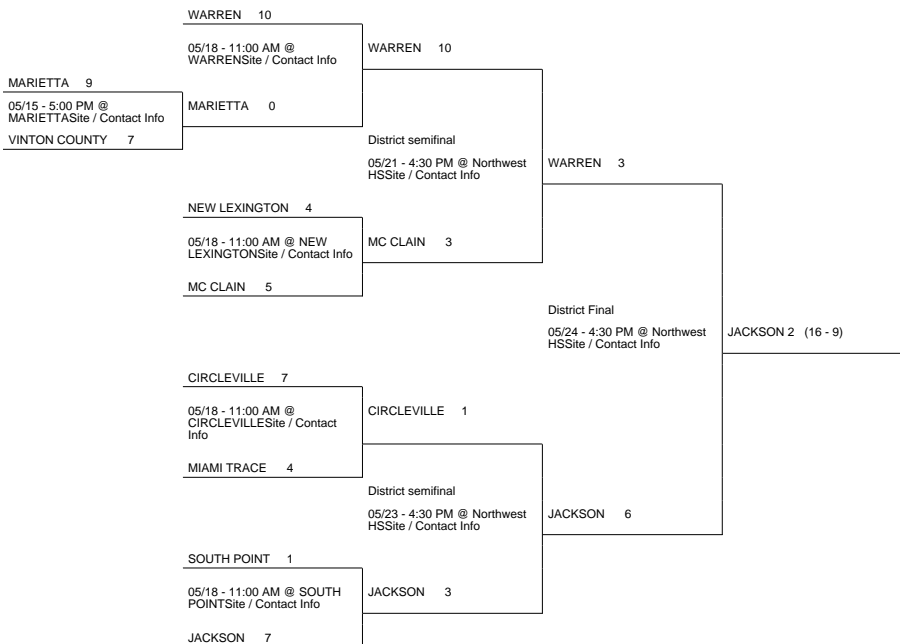 WARREN 10
05/18 - 11:00 AM @
WARRENSite / Contact Info
WARREN 10
MARIETTA 9
05/15 - 5:00 PM @
MARIETTASite / Contact Info
MARIETTA 0
VINTON COUNTY 7
District semifinal
05/21 - 4:30 PM @ Northwest
HSSite / Contact Info
WARREN 3
NEW LEXINGTON 4
05/18 - 11:00 AM @ NEW
LEXINGTONSite / Contact Info
MC CLAIN 3
MC CLAIN 5
District Final
05/24 - 4:30 PM @ Northwest
HSSite / Contact Info
JACKSON 2 (16 - 9)
CIRCLEVILLE 7
05/18 - 11:00 AM @
CIRCLEVILLESite / Contact
Info
CIRCLEVILLE 1
MIAMI TRACE 4
District semifinal
05/23 - 4:30 PM @ Northwest
HSSite / Contact Info
JACKSON 6
SOUTH POINT 1
05/18 - 11:00 AM @ SOUTH
POINTSite / Contact Info
JACKSON 3
JACKSON 7